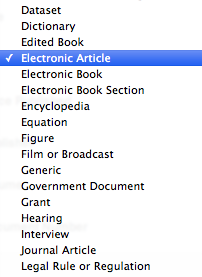 Dataset
Dictionary
Edited Book
✓ Electronic Article
Electronic Book
Electronic Book Section
Encyclopedia
Equation
Figure
Film or Broadcast
Generic
Government Document
Grant
Hearing
Interview
Journal Article
Legal Rule or Regulation